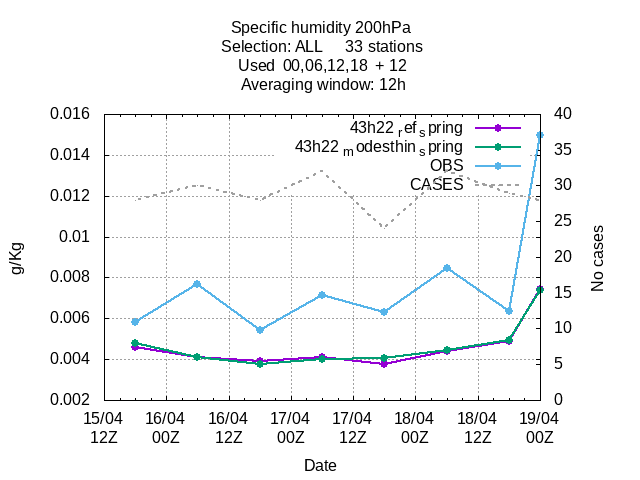 Specific humidity 200hPa
Selection: ALL     33 stations
Used  00,06,12,18  + 12
Averaging window: 12h
0.016
0.014
0.012
0.01
0.008
0.006
0.004
0.002
g/Kg
43h22 ref spring
43h22 modesthin spring
OBS
CASES
40
35
30
25
20
15
10
5
0
No cases
15/04 16/04 16/04 17/04 17/04 18/04 18/04 19/04
12Z 00Z 12Z 00Z 12Z 00Z 12Z 00Z
Date